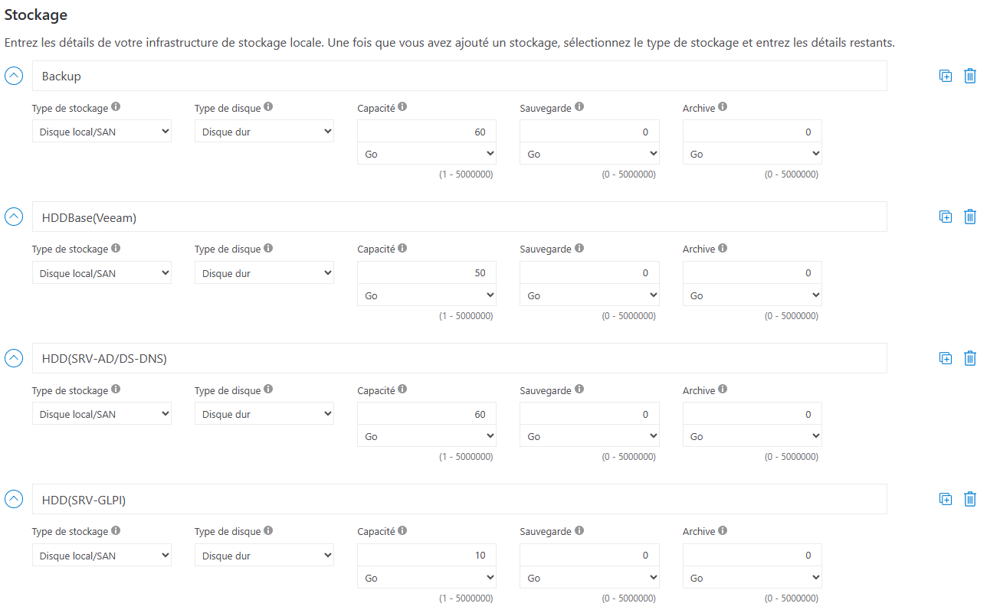 Stockage
Entrez les détails de votre infrastructure de stockage locale. Une fois que vous avez ajouté un stockage, sélectionnez le type de stockage et entrez les détails restants.
Backup
Type de stockage Type de disque Capacité Sauvegarde Archive
Disque local/SAN Disque dur 60 0 0
Go Go Go
(1 - 5000000) (0 - 5000000) (0 - 5000000)
HDDBase(Veeam)
Type de stockage Type de disque Capacité Sauvegarde Archive
Disque local/SAN Disque dur 50 0 0
Go Go Go
(1 - 5000000) (0 - 5000000) (0 - 5000000)
HDD(SRV-AD/DS-DNS)
Type de stockage Type de disque Capacité Sauvegarde Archive
Disque local/SAN Disque dur 60 0 0
Go Go Go
(1 - 5000000) (0 - 5000000) (0 - 5000000)
HDD(SRV-GLPI)
Type de stockage Type de disque Capacité Sauvegarde Archive
Disque local/SAN Disque dur 10 0 0
Go Go Go
(1 - 5000000) (0 - 5000000) (0 - 5000000)